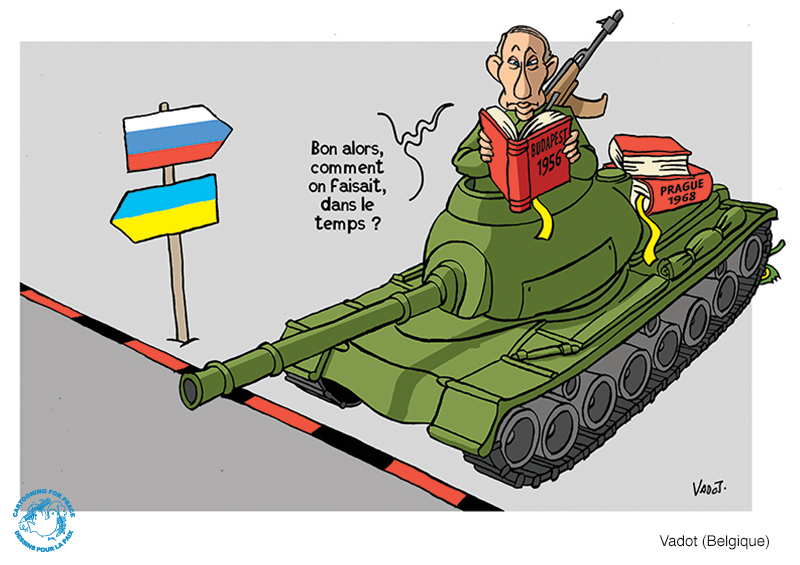 Bon alors,
comment
on faisait,
dans le
temps ?
BUDAPEST
1956
PRAGUE
1968
VADOT.
CARTOONING FOR PEACE
DESSINS POUR LA PAIX
Vadot (Belgique)